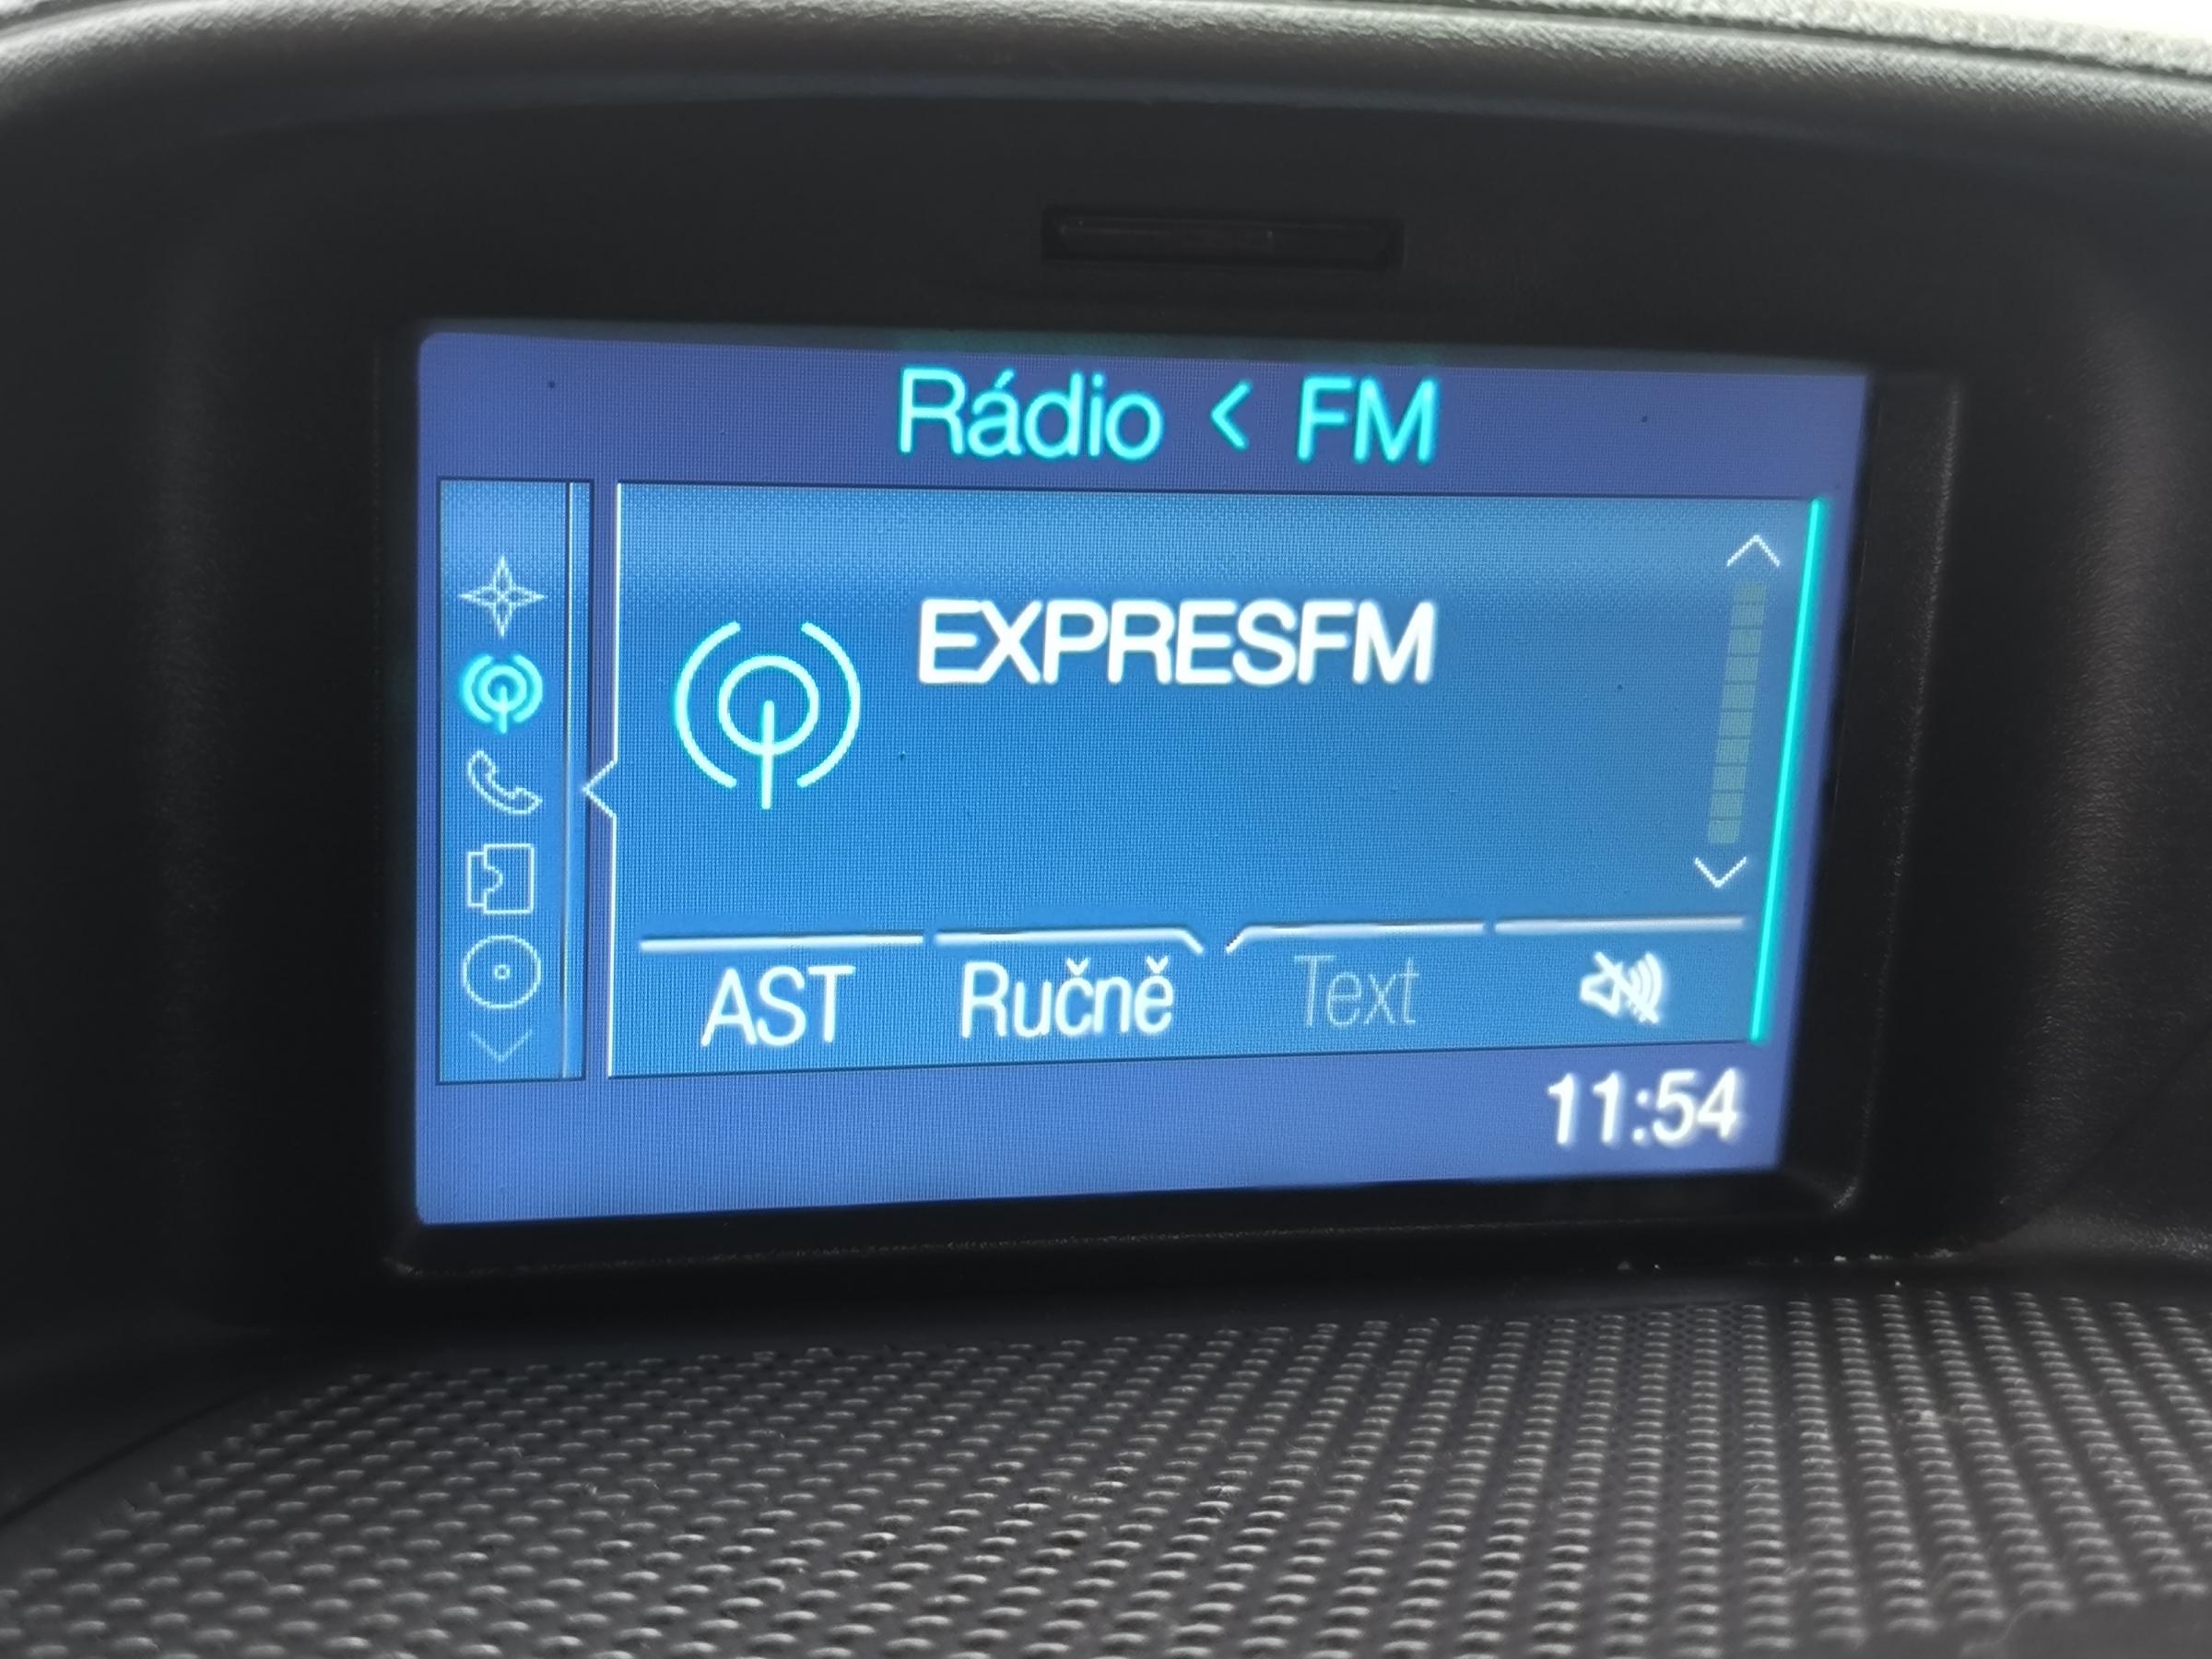 Rádio < FM
EXPRESFM
AST Ručně Text
11:54